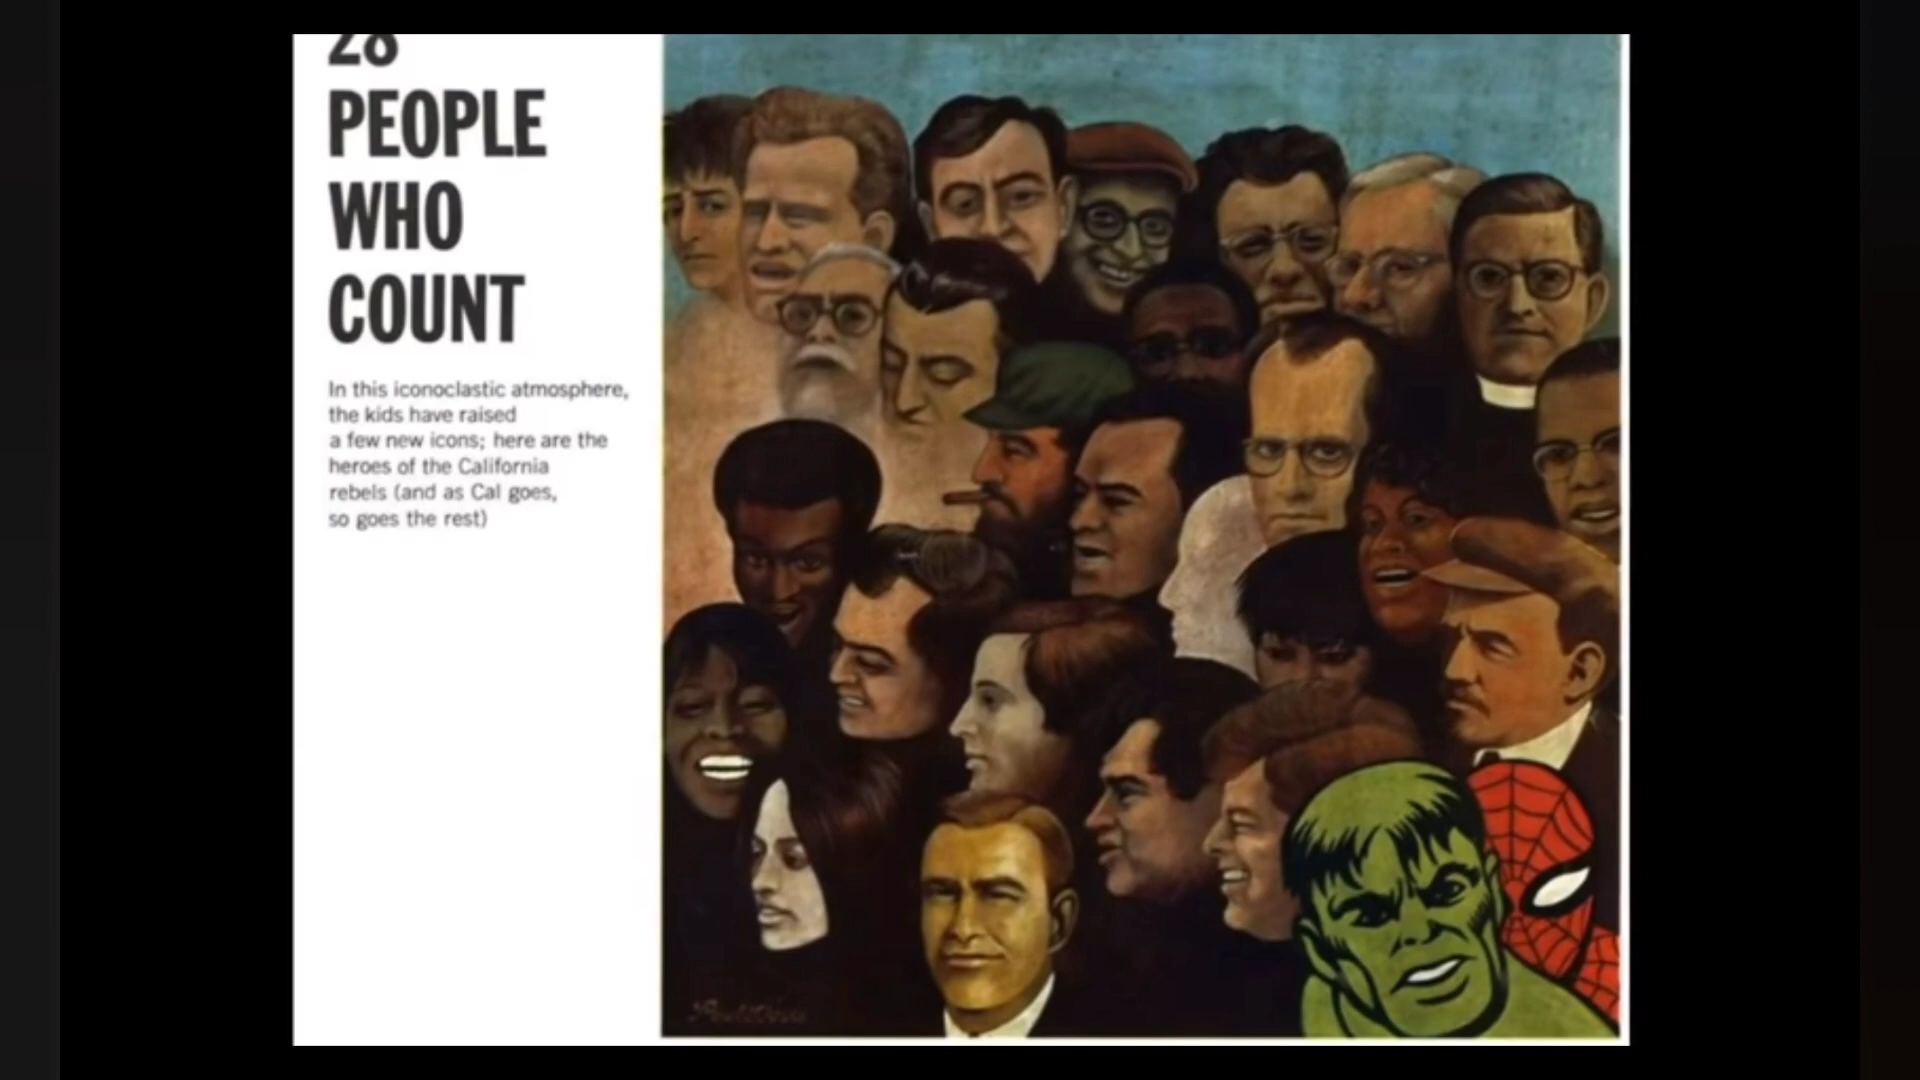 28
PEOPLE
WHO
COUNT
In this iconoclastic atmosphere,
the kids have raised
a few new icons; here are the
heroes of the California
rebels (and as Cal goes,
so goes the rest)